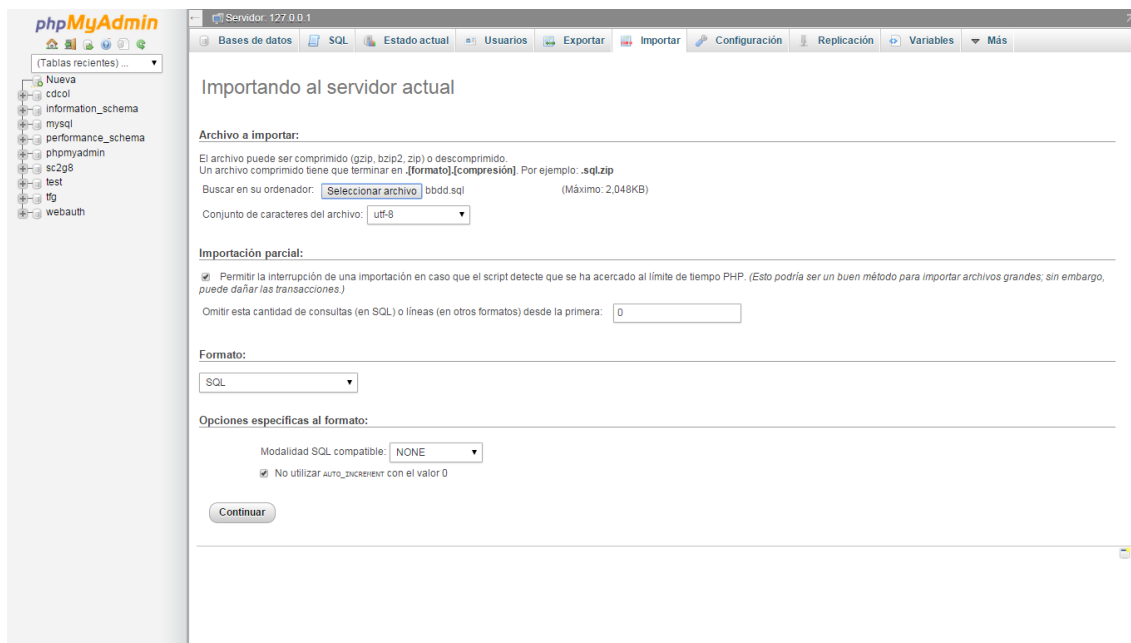 phpMyAdmin
(Tablas recientes) ...
Nueva
cdcol
information_schema
mysql
performance_schema
phpmyadmin
sc2g8
test
tfg
webauth
Servidor: 127.0.0.1
Bases de datos SQL Estado actual Usuarios Exportar Importar Configuración Replicación Variables Más
Importando al servidor actual
Archivo a importar:
El archivo puede ser comprimido (gzip, bzip2, zip) o descomprimido.
Un archivo comprimido tiene que terminar en .[formato].[compresión]. Por ejemplo: .sql.zip
Buscar en su ordenador: Seleccionar archivo bbdd.sql (Máximo: 2,048KB)
Conjunto de caracteres del archivo: utf-8
Importación parcial:
Permitir la interrupción de una importación en caso que el script detecte que se ha acercado al límite de tiempo PHP. (Esto podría ser un buen método para importar archivos grandes; sin embargo,
puede dañar las transacciones.)
Omitir esta cantidad de consultas (en SQL) o líneas (en otros formatos) desde la primera: 0
Formato:
SQL
Opciones específicas al formato:
Modalidad SQL compatible: NONE
No utilizar AUTO_INCREMENT con el valor 0
Continuar